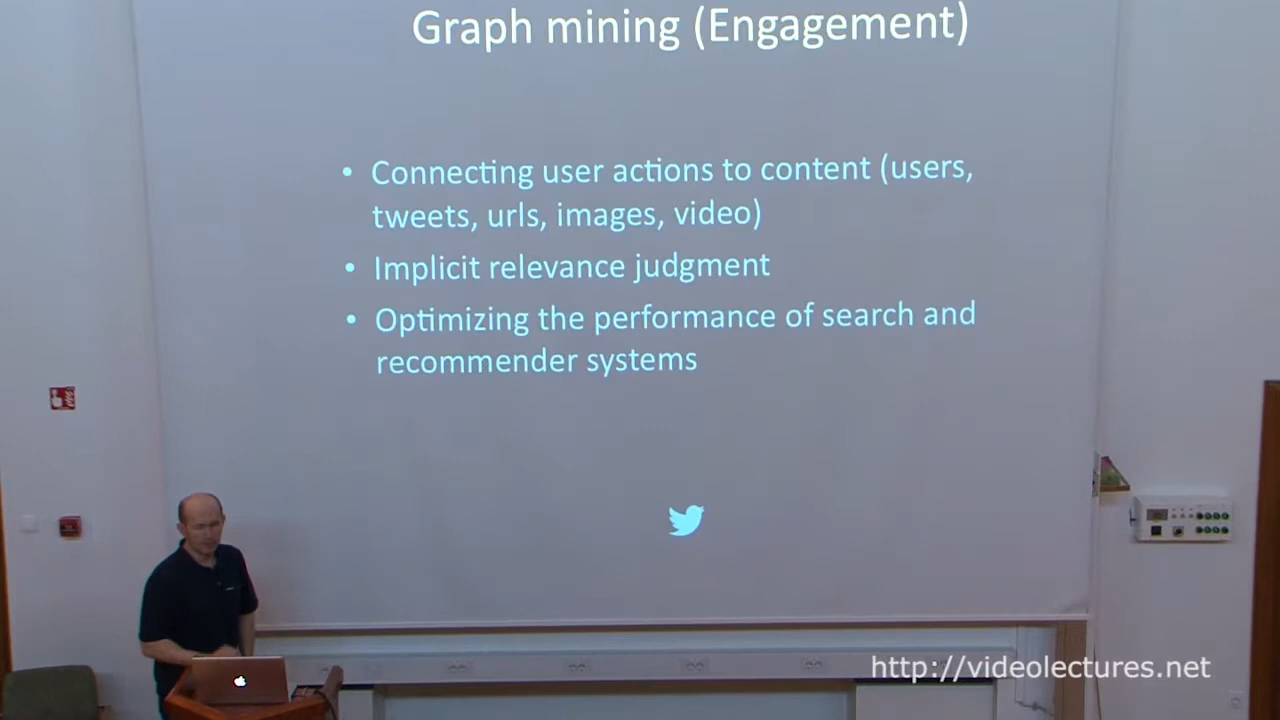 Graph mining (Engagement)
• Connecting user actions to content (users,
tweets, urls, images, video)
• Implicit relevance judgment
• Optimizing the performance of search and
recommender systems
http://videolectures.net